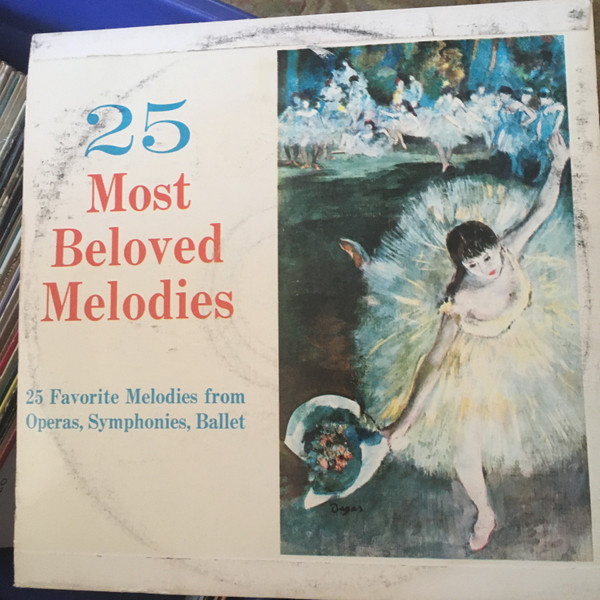 25
Most
Beloved
Melodies
25 Favorite Melodies from
Operas, Symphonies, Ballet
Degas